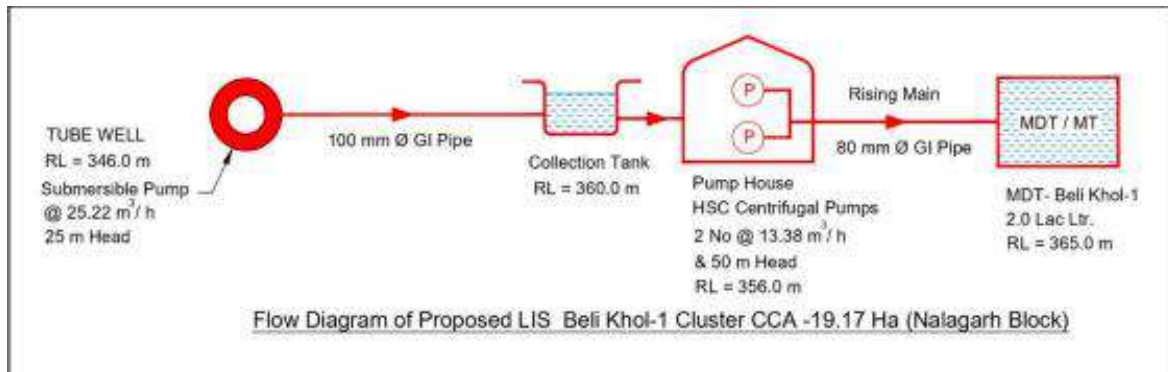 TUBE WELL
RL = 346.0 m
Submersible Pump
@ 25.22 m³/ h
25 m Head
100 mm Ø GI Pipe
Collection Tank
RL = 360.0 m
P
P
Pump House
HSC Centrifugal Pumps
2 No @ 13.38 m³/ h
& 50 m Head
RL = 356.0 m
Rising Main
80 mm Ø GI Pipe
MDT / MT
MDT- Beli Khol-1
2.0 Lac Ltr.
RL = 365.0 m
Flow Diagram of Proposed LIS Beli Khol-1 Cluster CCA -19.17 Ha (Nalagarh Block)